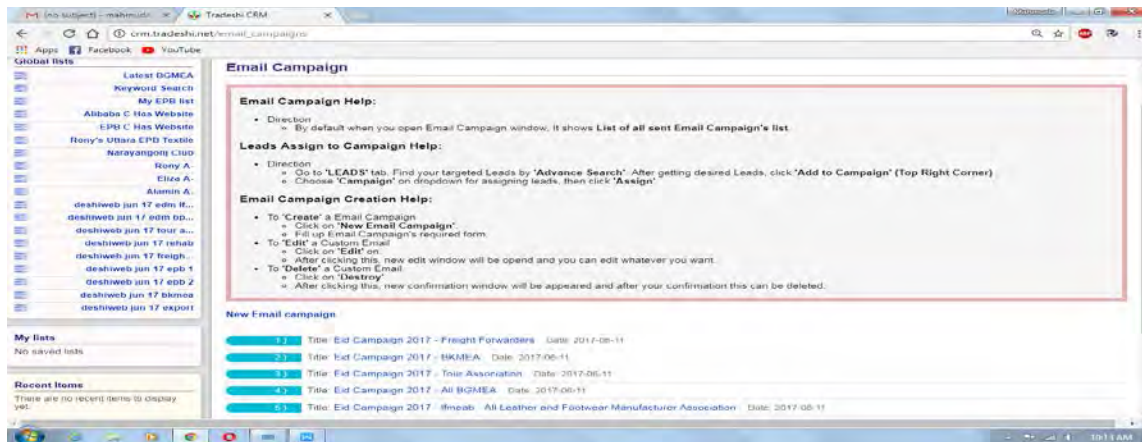 (no subject) - mahmuda
Tradeshi CRM
crm.tradeshi.net/email_campaigns
Apps Facebook YouTube
Global lists
Latest BGMEA
Keyword Search
My EPB list
Alibaba C Has Website
EPB C Has Website
Rony's Uttara EPB Textile
Narayangonj Club
Rony A.
Eliza A.
Alamin A.
deshiweb jun 17 edm lf...
deshiweb jun 17 edm bp...
deshiweb jun 17 tour a...
deshiweb jun 17 rehab
deshiweb jun 17 freigh...
deshiweb jun 17 epb 1
deshiweb jun 17 epb 2
deshiweb jun 17 bkmea
deshiweb jun 17 export
My lists
No saved lists
Recent Items
There are no recent items to display
yet.
Email Campaign
Email Campaign Help:
Direction
By default when you open Email Campaign window, It shows List of all sent Email Campaign's list
Leads Assign to Campaign Help:
Direction
Go to 'LEADS' tab. Find your targeted Leads by 'Advance Search'. After getting desired Leads, click 'Add to Campaign' (Top Right Corner)
Choose 'Campaign' on dropdown for assigning leads, then click 'Assign'
Email Campaign Creation Help:
To 'Create' a Email Campaign
Click on 'New Email Campaign'.
Fill up Email Campaign's required form.
To 'Edit' a Custom Email
Click on 'Edit' on.
After clicking this, new edit window will be opend and you can edit whatever you want.
To 'Delete' a Custom Email
Click on 'Destroy'
After clicking this, new confirmation window will be appeared and after your confirmation this can be deleted.
New Email campaign
1 ) Title: Eid Campaign 2017 - Freight Forwarders Date: 2017-06-11
2 ) Title: Eid Campaign 2017 - BKMEA Date: 2017-06-11
3 ) Title: Eid Campaign 2017 - Tour Association Date: 2017-06-11
4 ) Title: Eid Campaign 2017 - All BGMEA Date: 2017-06-11
5 ) Title: Eid Campaign 2017 - lfmeab - All Leather and Footwear Manufacturer Association Date: 2017-06-11
10:13 AM